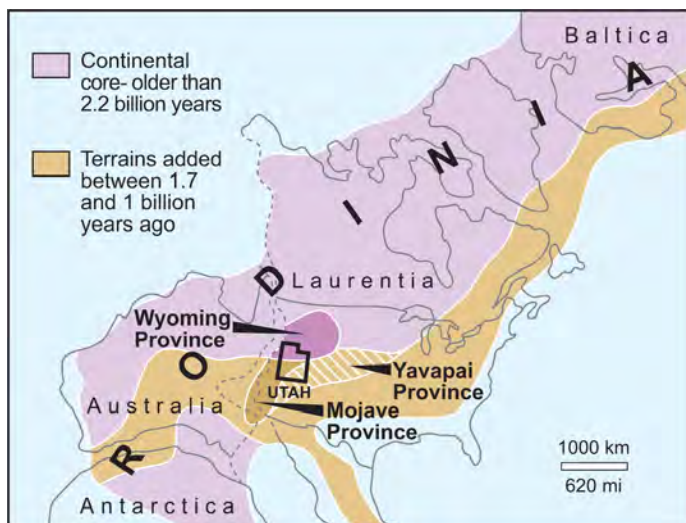 Continental
core- older than
2.2 billion years
Terrains added
between 1.7
and 1 billion
years ago
Baltica
RODINIA
Laurentia
Wyoming
Province
UTAH
Yavapai
Province
Mojave
Province
Australia
Antarctica
1000 km
620 mi